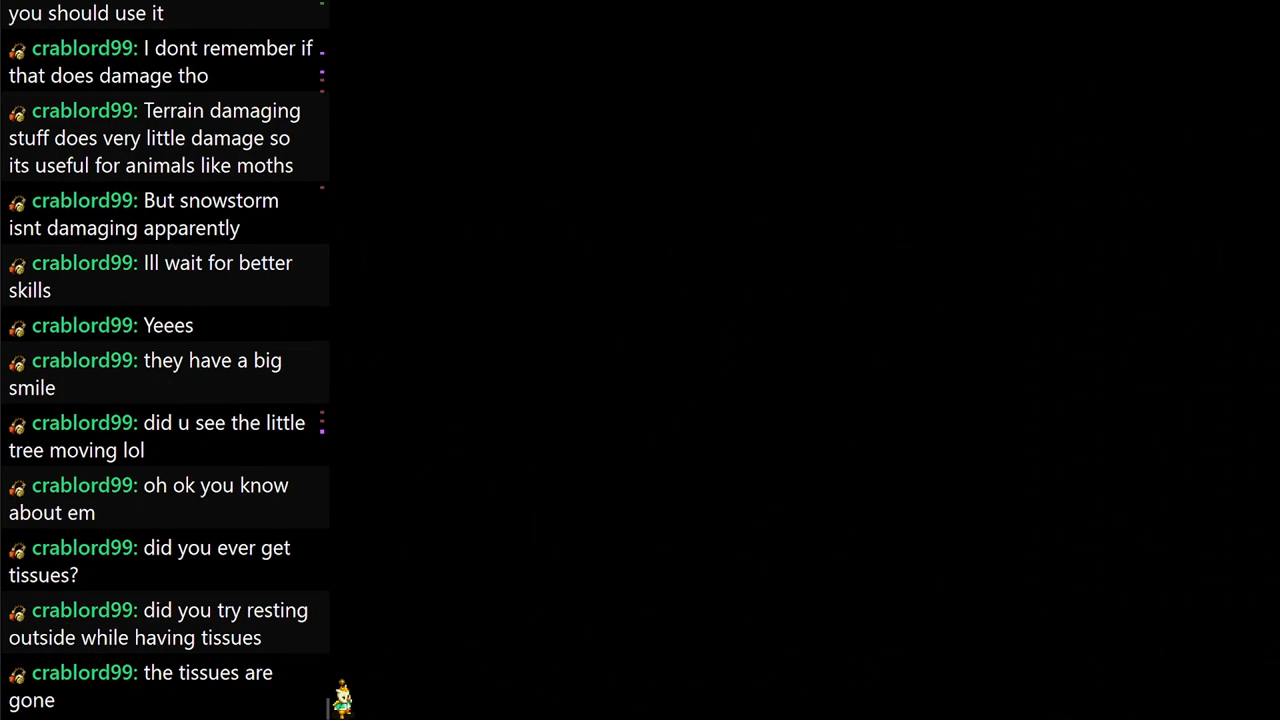 you should use it
crablord99: I dont remember if
that does damage tho
crablord99: Terrain damaging
stuff does very little damage so
its useful for animals like moths
crablord99: But snowstorm
isnt damaging apparently
crablord99: Ill wait for better
skills
crablord99: Yeees
crablord99: they have a big
smile
crablord99: did u see the little
tree moving lol
crablord99: oh ok you know
about em
crablord99: did you ever get
tissues?
crablord99: did you try resting
outside while having tissues
crablord99: the tissues are
gone